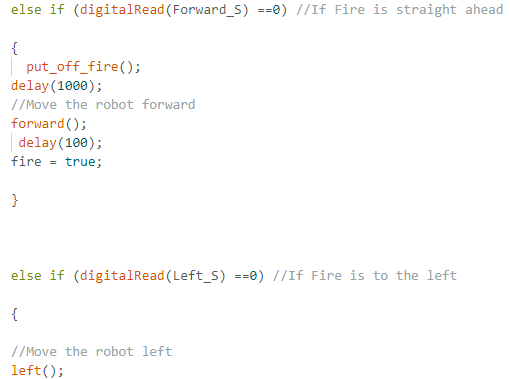 else if (digitalRead(Forward_S) ==0) //If Fire is straight ahead
{
put_off_fire();
delay(1000);
//Move the robot forward
forward();
delay(100);
fire = true;
}
else if (digitalRead(Left_S) ==0) //If Fire is to the left
{
//Move the robot left
left();